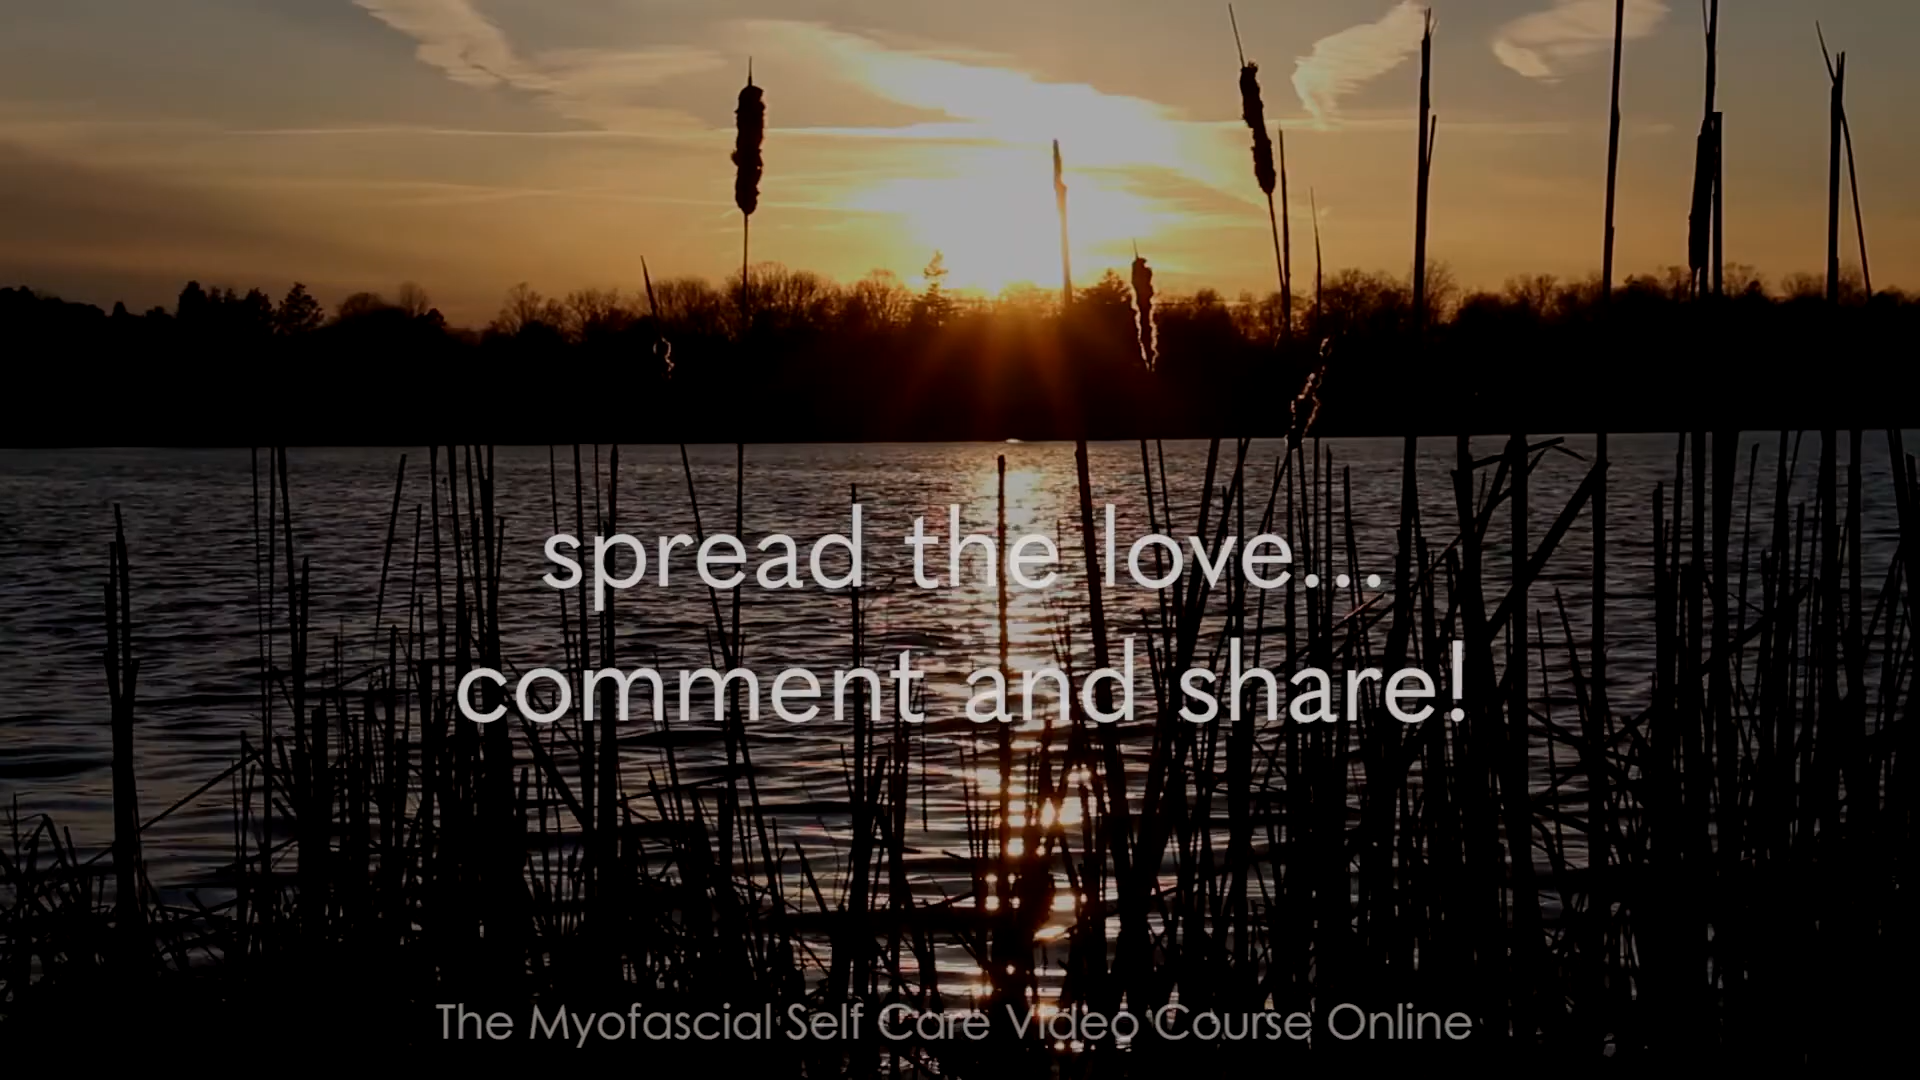 spread the love...
comment and share!
The Myofascial Self Care Video Course Online